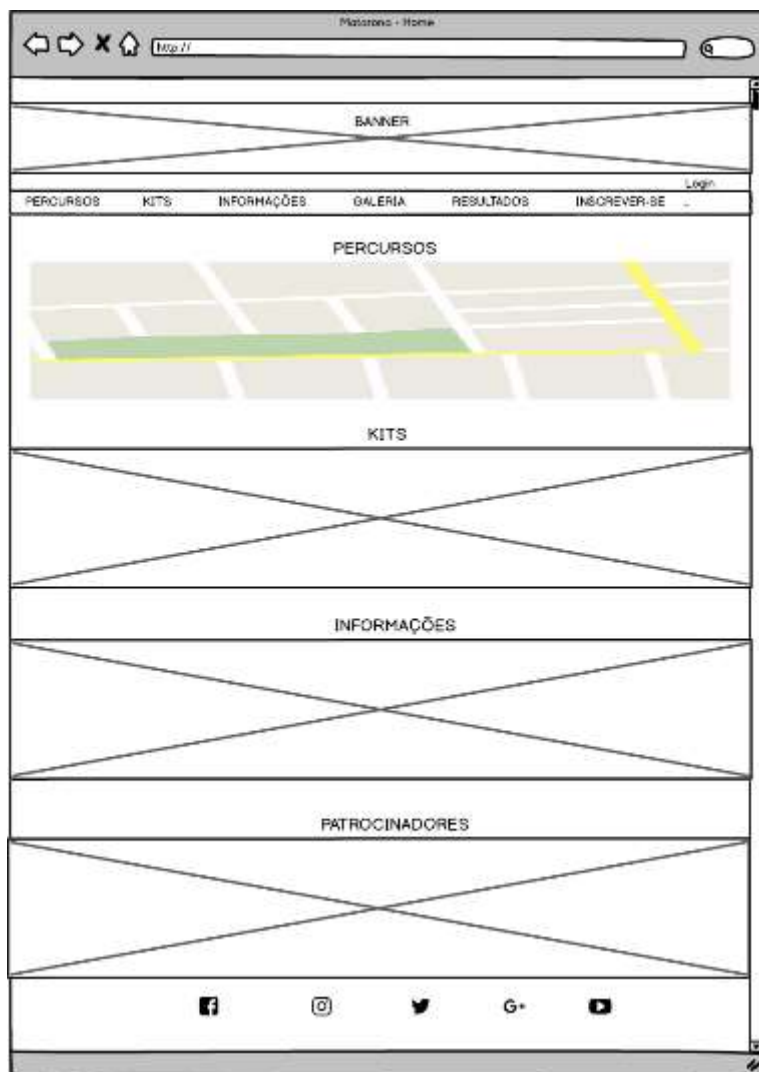 Maratona - Home
http://
BANNER
Login
PERCURSOS KITS INFORMAÇÕES GALERIA RESULTADOS INSCREVER-SE
PERCURSOS
KITS
INFORMAÇÕES
PATROCINADORES
G+